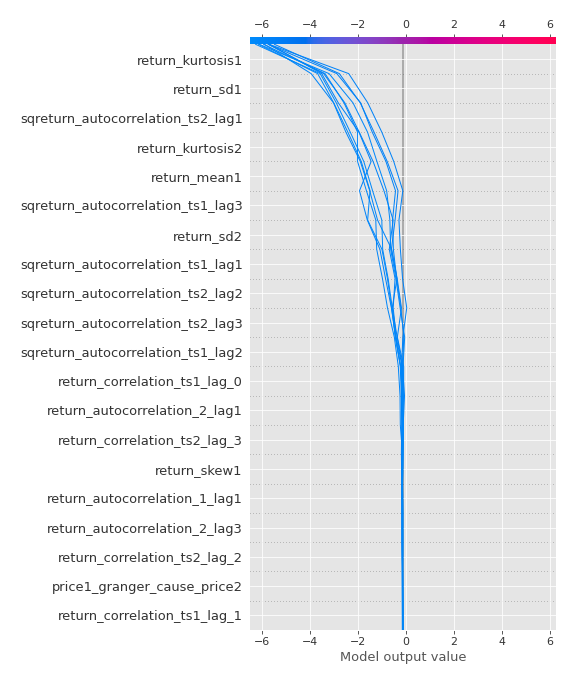 −6 −4 −2 0 2 4 6
return_kurtosis1
return_sd1
sqreturn_autocorrelation_ts2_lag1
return_kurtosis2
return_mean1
sqreturn_autocorrelation_ts1_lag3
return_sd2
sqreturn_autocorrelation_ts1_lag1
sqreturn_autocorrelation_ts2_lag2
sqreturn_autocorrelation_ts2_lag3
sqreturn_autocorrelation_ts1_lag2
return_correlation_ts1_lag_0
return_autocorrelation_2_lag1
return_correlation_ts2_lag_3
return_skew1
return_autocorrelation_1_lag1
return_autocorrelation_2_lag3
return_correlation_ts2_lag_2
price1_granger_cause_price2
return_correlation_ts1_lag_1
−6 −4 −2 0 2 4 6
Model output value